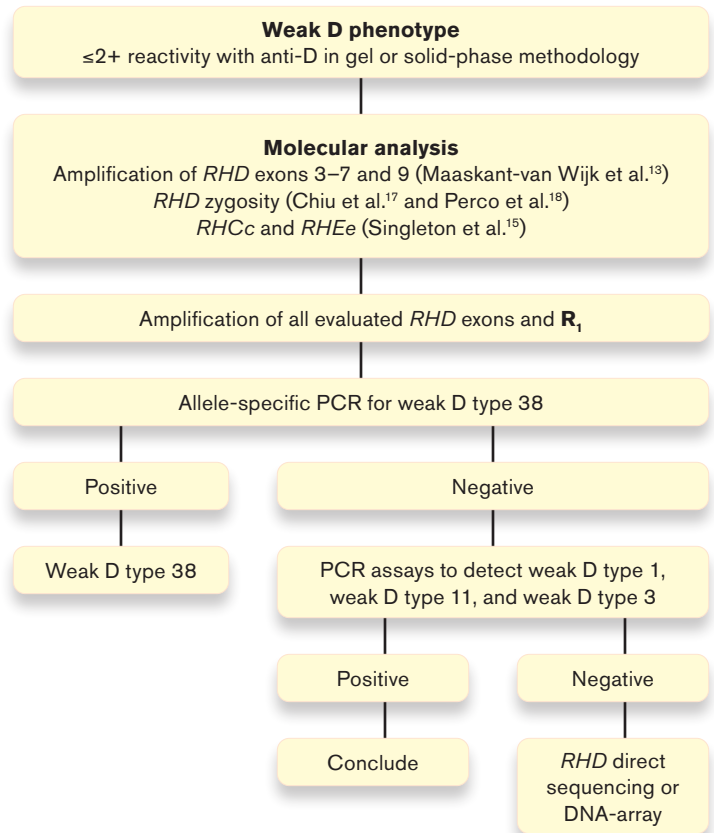 Weak D phenotype
≤2+ reactivity with anti-D in gel or solid-phase methodology
Molecular analysis
Amplification of RHD exons 3–7 and 9 (Maaskant-van Wijk et al.¹³)
RHD zygosity (Chiu et al.¹⁷ and Perco et al.¹⁸)
RHCc and RHEe (Singleton et al.¹⁵)
Amplification of all evaluated RHD exons and R₁
Allele-specific PCR for weak D type 38
Positive
Negative
Weak D type 38
PCR assays to detect weak D type 1,
weak D type 11, and weak D type 3
Positive
Negative
Conclude
RHD direct
sequencing or
DNA-array